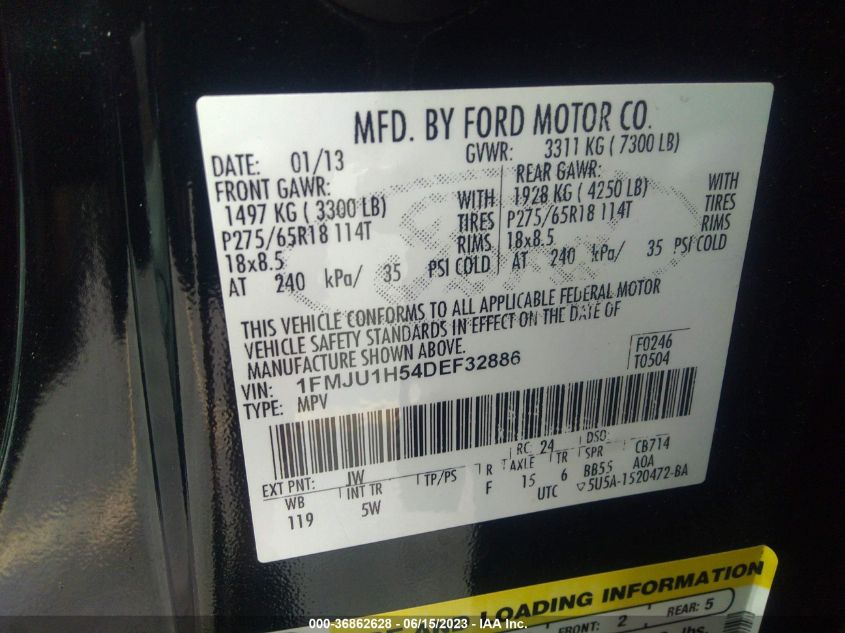 MFD. BY FORD MOTOR CO.
DATE: 01/13 GVWR: 3311 KG ( 7300 LB)
FRONT GAWR: REAR GAWR:
1497 KG ( 3300 LB) WITH 1928 KG ( 4250 LB) WITH
P275/65R18 114T TIRES P275/65R18 114T TIRES
18x8.5 RIMS 18x8.5 RIMS
AT 240 kPa/ 35 PSI COLD AT 240 kPa/ 35 PSI COLD
THIS VEHICLE CONFORMS TO ALL APPLICABLE FEDERAL MOTOR
VEHICLE SAFETY STANDARDS IN EFFECT ON THE DATE OF
MANUFACTURE SHOWN ABOVE.
F0246
T0504
VIN: 1FMJU1H54DEF32886
TYPE: MPV
EXT PNT: JW RC: 24 DSO:
WB INT TR TP/PS R AXLE TR SPR CB714
119 5W F 15 6 BB55 A0A
UTC ▽5U5A-1520472-BA
AND LOADING INFORMATION
FRONT: 2 REAR: 5
lbs.
000-36862628 - 06/15/2023 - IAA Inc.